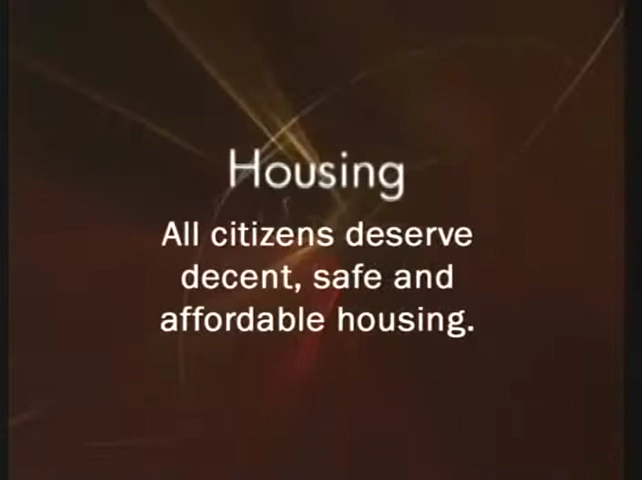 Housing
All citizens deserve
decent, safe and
affordable housing.